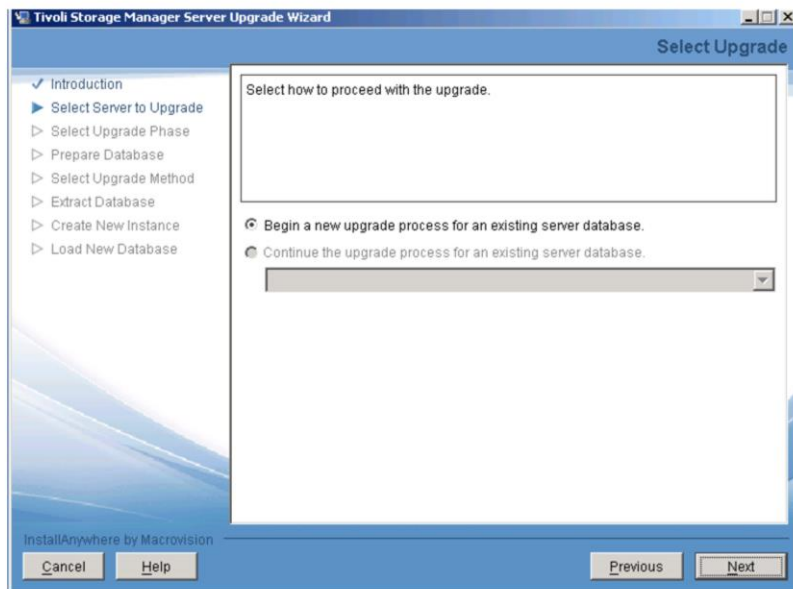 Tivoli Storage Manager Server Upgrade Wizard
Select Upgrade
Introduction
Select Server to Upgrade
Select Upgrade Phase
Prepare Database
Select Upgrade Method
Extract Database
Create New Instance
Load New Database
Select how to proceed with the upgrade.
Begin a new upgrade process for an existing server database.
Continue the upgrade process for an existing server database.
InstallAnywhere by Macrovision
Cancel
Help
Previous
Next